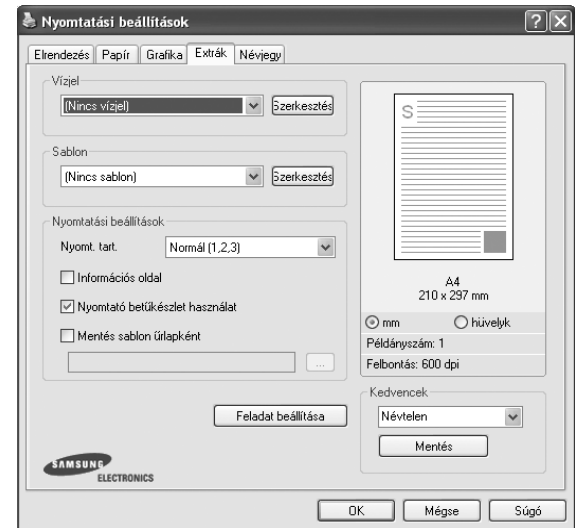 Nyomtatási beállítások
Elrendezés Papír Grafika Extrák Névjegy
Vízjel
(Nincs vízjel)
Szerkesztés
Sablon
(Nincs sablon)
Szerkesztés
Nyomtatási beállítások
Nyomt. tart. Normál (1,2,3)
Információs oldal
Nyomtató betűkészlet használat
Mentés sablon űrlapként
...
Feladat beállítása
SAMSUNG
ELECTRONICS
S
A4
210 x 297 mm
mm hüvelyk
Példányszám: 1
Felbontás: 600 dpi
Kedvencek
Névtelen
Mentés
OK Mégse Súgó